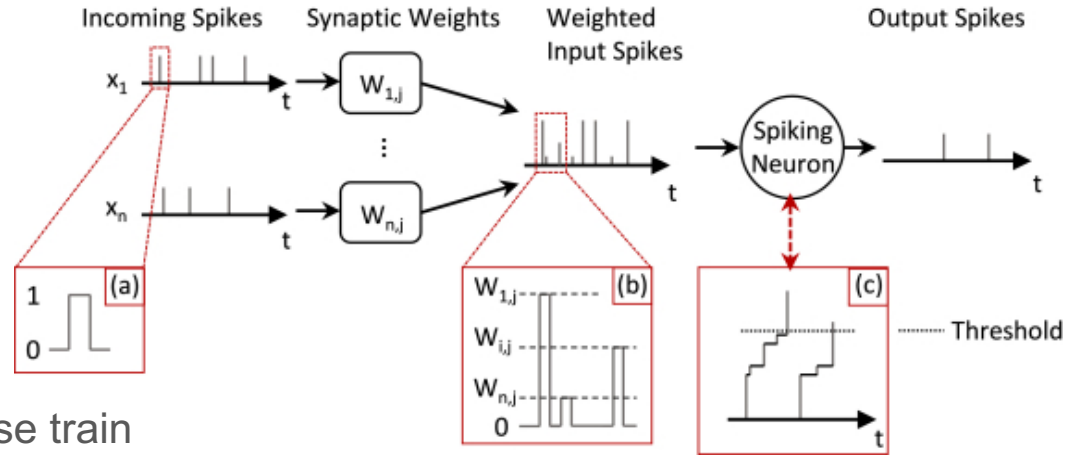 Incoming Spikes
Synaptic Weights
Weighted
Input Spikes
Output Spikes
x1
t
W1,j
⋮
xn
t
Wn,j
t
Spiking
Neuron
t
(a)
1
0
(b)
W1,j
Wi,j
Wn,j
0
(c)
Threshold
t
se train